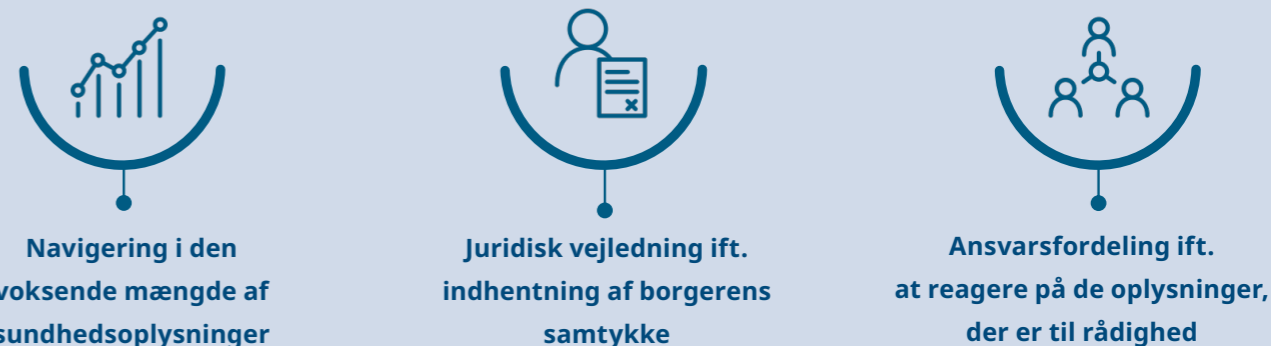 Navigering i den
voksende mængde af
sundhedsoplysninger
Juridisk vejledning ift.
indhentning af borgerens
samtykke
Ansvarsfordeling ift.
at reagere på de oplysninger,
der er til rådighed